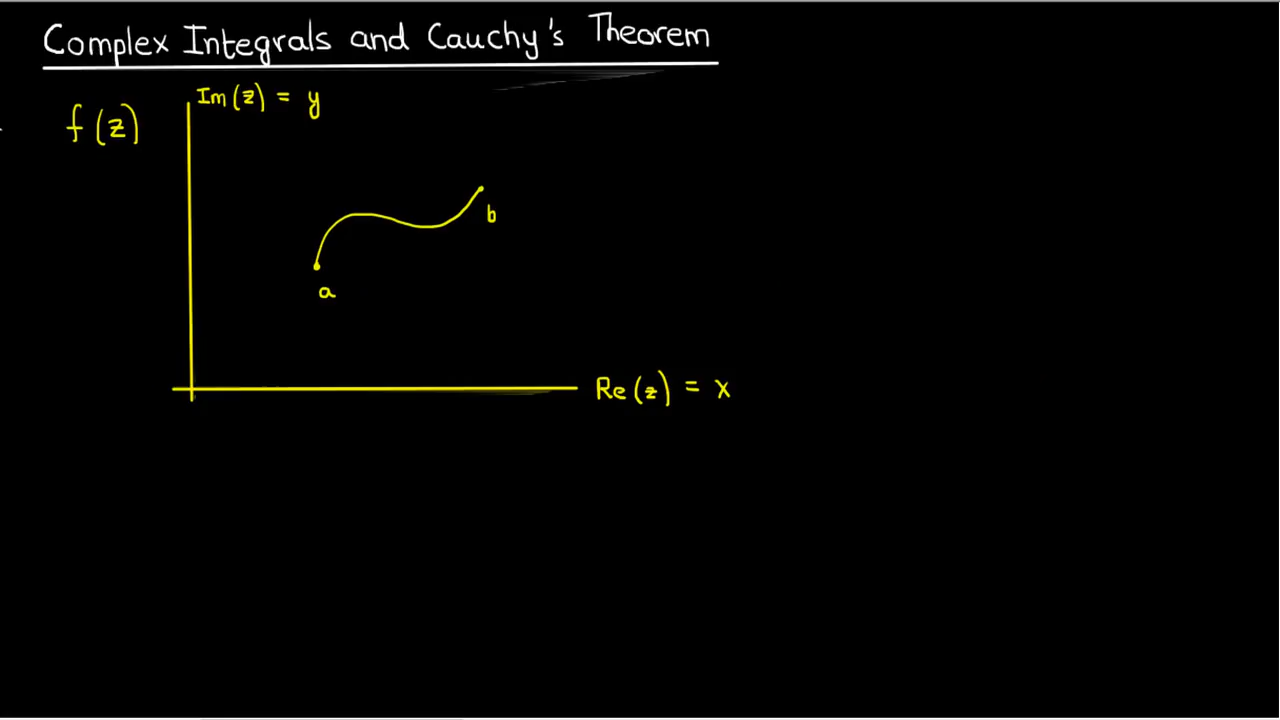 Complex Integrals and Cauchy's Theorem
Im(z) = y
f(z)
b
a
Re(z) = x